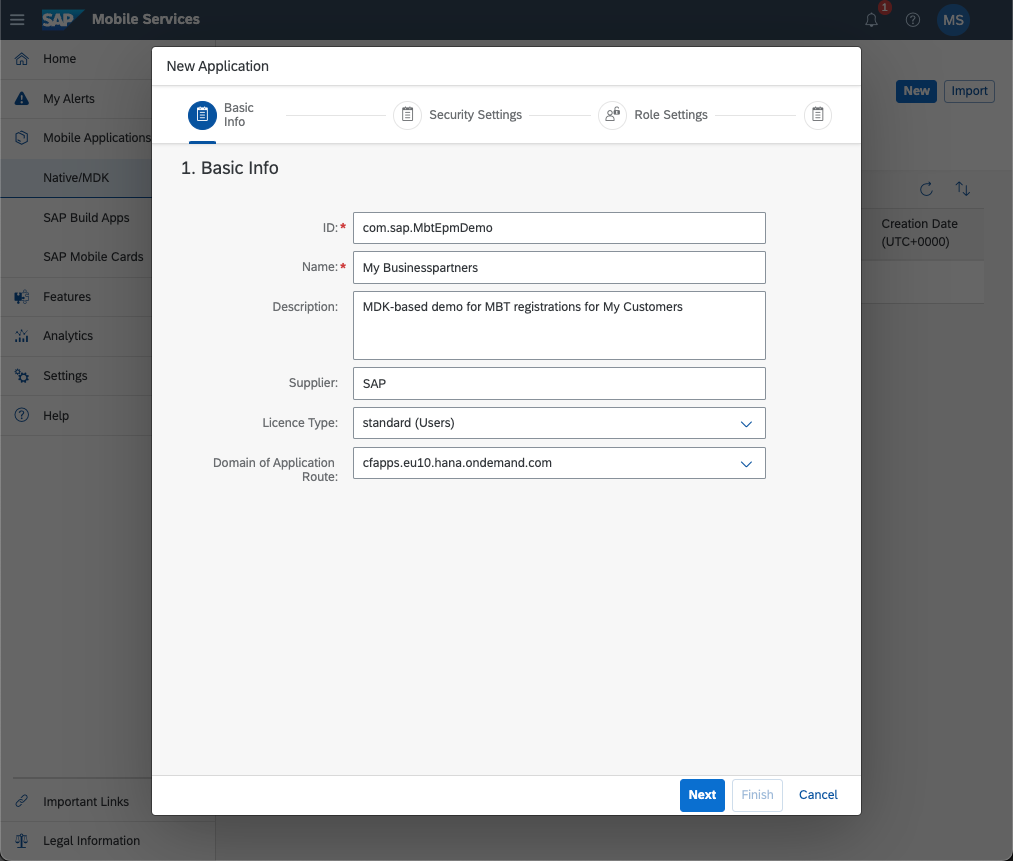 SAP Mobile Services
1
MS
Home
My Alerts
Mobile Applications
Native/MDK
SAP Build Apps
SAP Mobile Cards
Features
Analytics
Settings
Help
Important Links
Legal Information
New
Import
Creation Date
(UTC+0000)
New Application
Basic
Info
Security Settings
Role Settings
1. Basic Info
ID:*
com.sap.MbtEpmDemo
Name:*
My Businesspartners
Description:
MDK-based demo for MBT registrations for My Customers
Supplier:
SAP
Licence Type:
standard (Users)
Domain of Application
Route:
cfapps.eu10.hana.ondemand.com
Next
Finish
Cancel